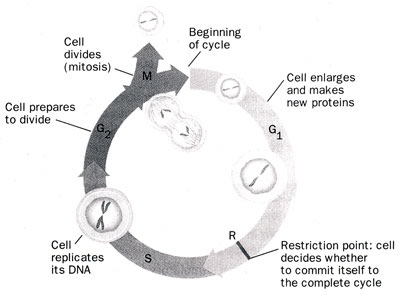 Cell
divides
(mitosis)
Beginning
of cycle
M
Cell enlarges
and makes
new proteins
Cell prepares
to divide
G2
G1
R
S
Cell
replicates
its DNA
Restriction point: cell
decides whether
to commit itself to
the complete cycle